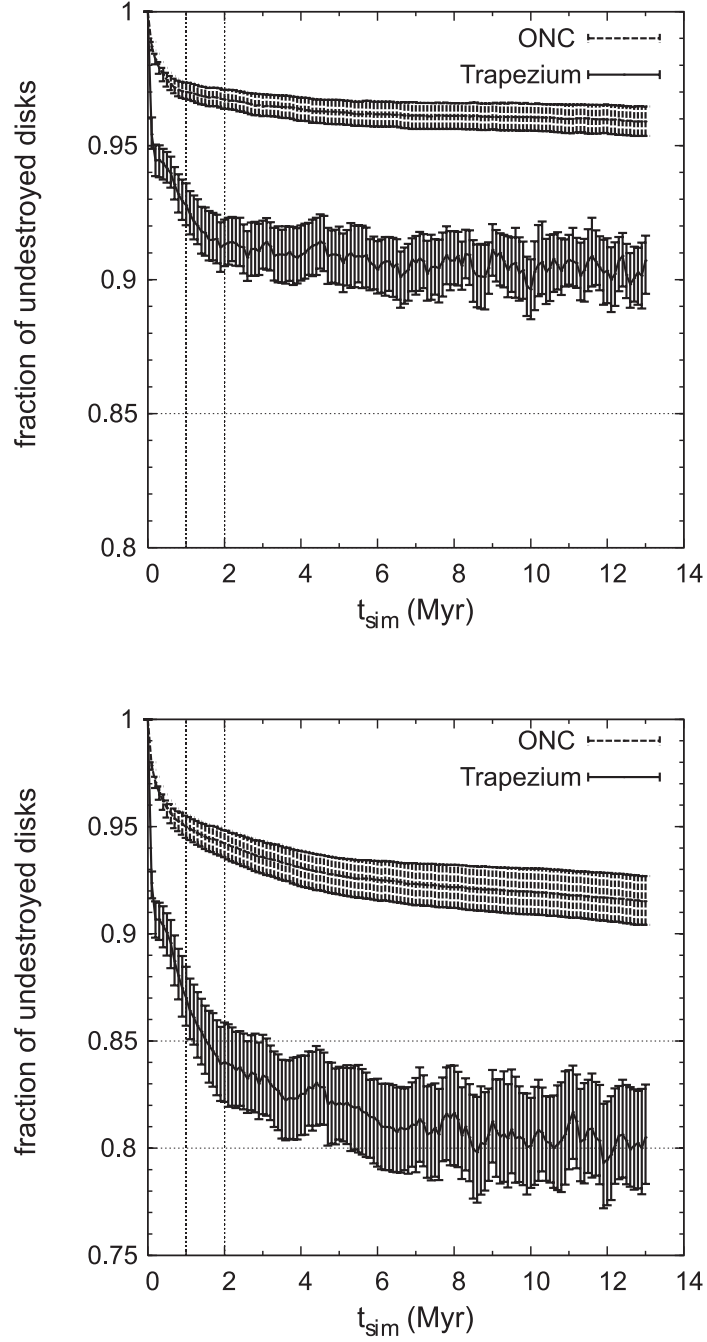 1
0.95
0.9
0.85
0.8
fraction of undestroyed disks
ONC
Trapezium
0 2 4 6 8 10 12 14
t_sim (Myr)
1
0.95
0.9
0.85
0.8
0.75
fraction of undestroyed disks
ONC
Trapezium
0 2 4 6 8 10 12 14
t_sim (Myr)